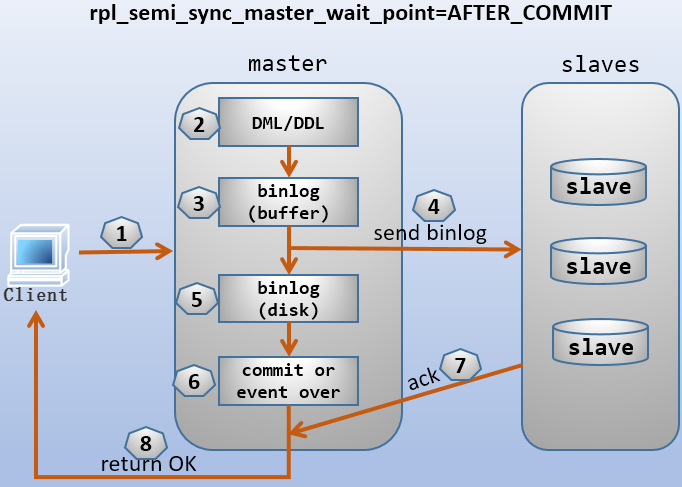 rpl_semi_sync_master_wait_point=AFTER_COMMIT
master
slaves
2
DML/DDL
3
binlog
(buffer)
4
send binlog
slave
1
Client
slave
5
binlog
(disk)
slave
6
commit or
event over
ack
7
8
return OK